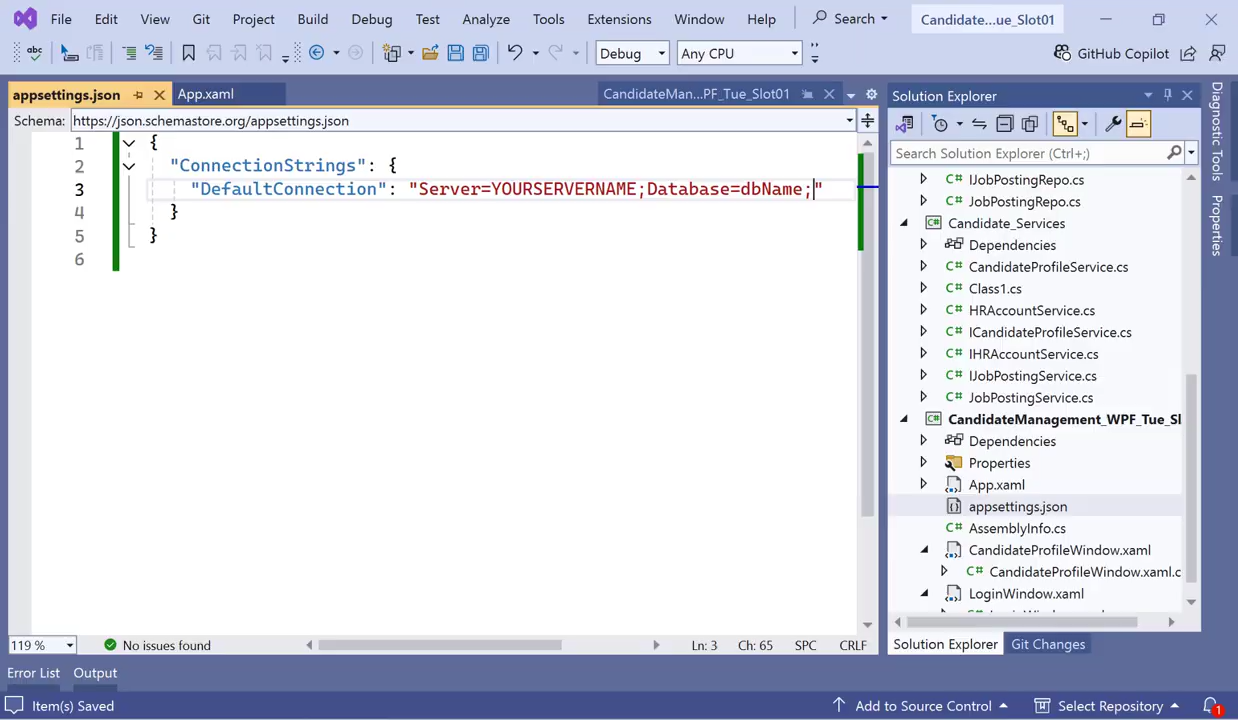 File Edit View Git Project Build Debug Test Analyze Tools Extensions Window Help Search Candidate...ue_Slot01
abc Debug Any CPU GitHub Copilot
appsettings.json App.xaml CandidateMan...PF_Tue_Slot01
Schema: https://json.schemastore.org/appsettings.json
1 {
2 "ConnectionStrings": {
3 "DefaultConnection": "Server=YOURSERVERNAME;Database=dbName;"
4 }
5 }
6
119 % No issues found Ln: 3 Ch: 65 SPC CRLF
Solution Explorer
Search Solution Explorer (Ctrl+;)
C# IJobPostingRepo.cs
C# JobPostingRepo.cs
C# Candidate_Services
Dependencies
C# CandidateProfileService.cs
C# Class1.cs
C# HRAccountService.cs
C# ICandidateProfileService.cs
C# IHRAccountService.cs
C# IJobPostingService.cs
C# JobPostingService.cs
C# CandidateManagement_WPF_Tue_Sl
Dependencies
Properties
App.xaml
appsettings.json
C# AssemblyInfo.cs
CandidateProfileWindow.xaml
C# CandidateProfileWindow.xaml.c
LoginWindow.xaml
Solution Explorer Git Changes
Diagnostic Tools
Properties
Error List Output
Item(s) Saved Add to Source Control Select Repository 1